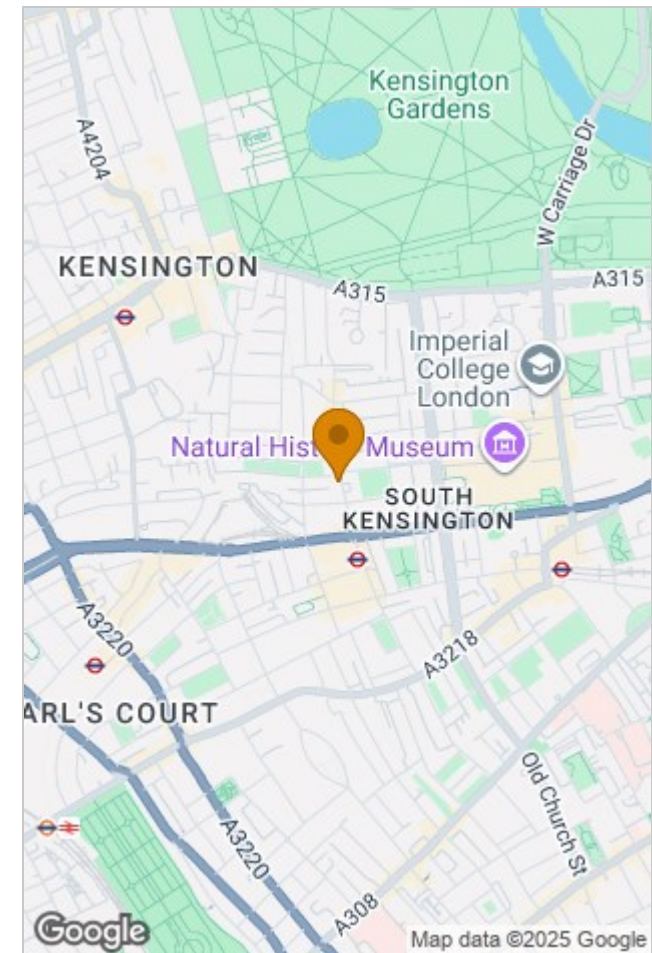 Kensington
Gardens
A4204
W Carriage Dr
KENSINGTON
A315
A315
Imperial
College
London
Natural Hist Museum
SOUTH
KENSINGTON
A3220
A3218
ARL'S COURT
Old Church St
A3220
A308
Google
Map data ©2025 Google